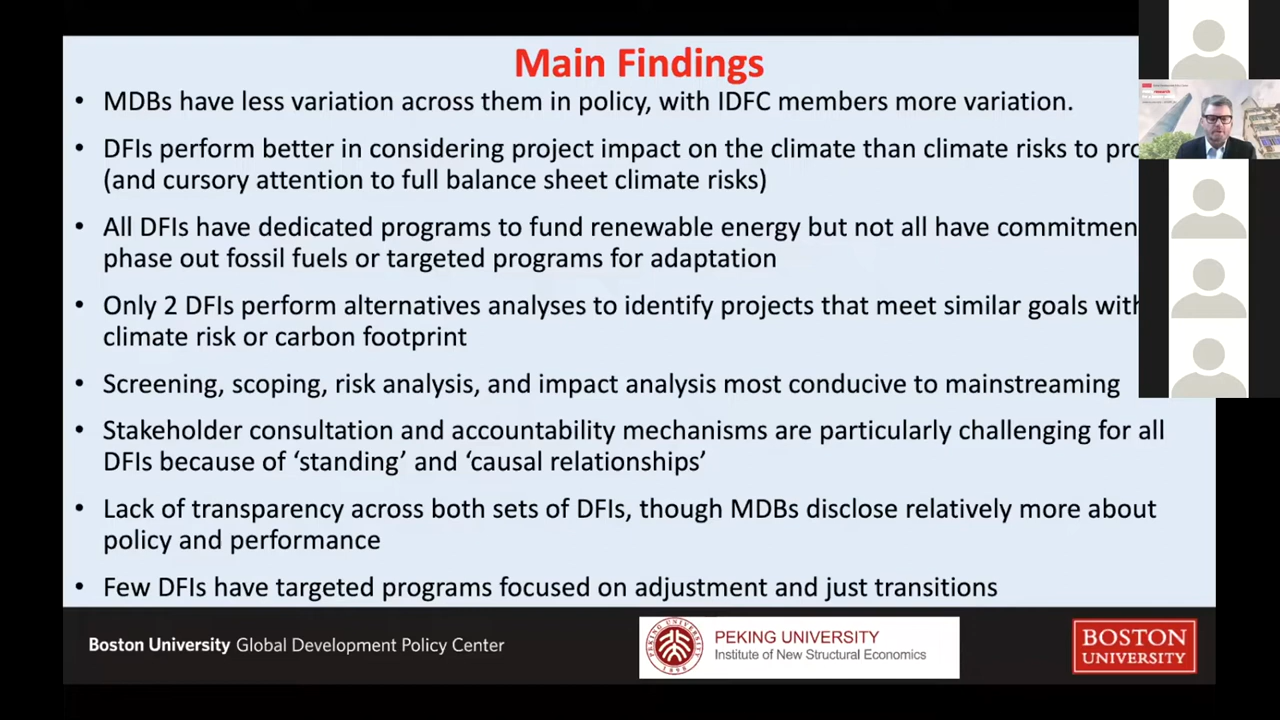 Main Findings
• MDBs have less variation across them in policy, with IDFC members more variation.
• DFIs perform better in considering project impact on the climate than climate risks to
(and cursory attention to full balance sheet climate risks)
• All DFIs have dedicated programs to fund renewable energy but not all have
phase out fossil fuels or targeted programs for adaptation
• Only 2 DFIs perform alternatives analyses to identify projects that meet similar goals
climate risk or carbon footprint
• Screening, scoping, risk analysis, and impact analysis most conducive to mainstreaming
• Stakeholder consultation and accountability mechanisms are particularly challenging for all
DFIs because of ‘standing’ and ‘causal relationships’
• Lack of transparency across both sets of DFIs, though MDBs disclose relatively more about
policy and performance
• Few DFIs have targeted programs focused on adjustment and just transitions
Boston University Global Development Policy Center
PEKING UNIVERSITY
Institute of New Structural Economics
BOSTON
UNIVERSITY